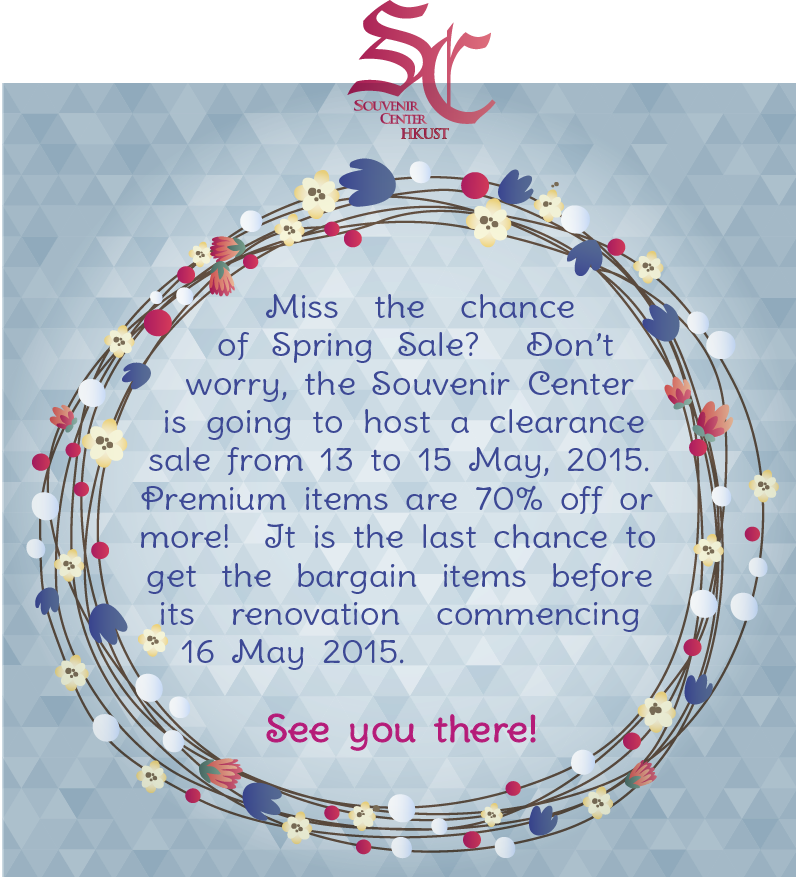 SC
SOUVENIR
CENTER
HKUST
Miss the chance
of Spring Sale? Don't
worry, the Souvenir Center
is going to host a clearance
sale from 13 to 15 May, 2015.
Premium items are 70% off or
more! It is the last chance to
get the bargain items before
its renovation commencing
16 May 2015.
See you there!